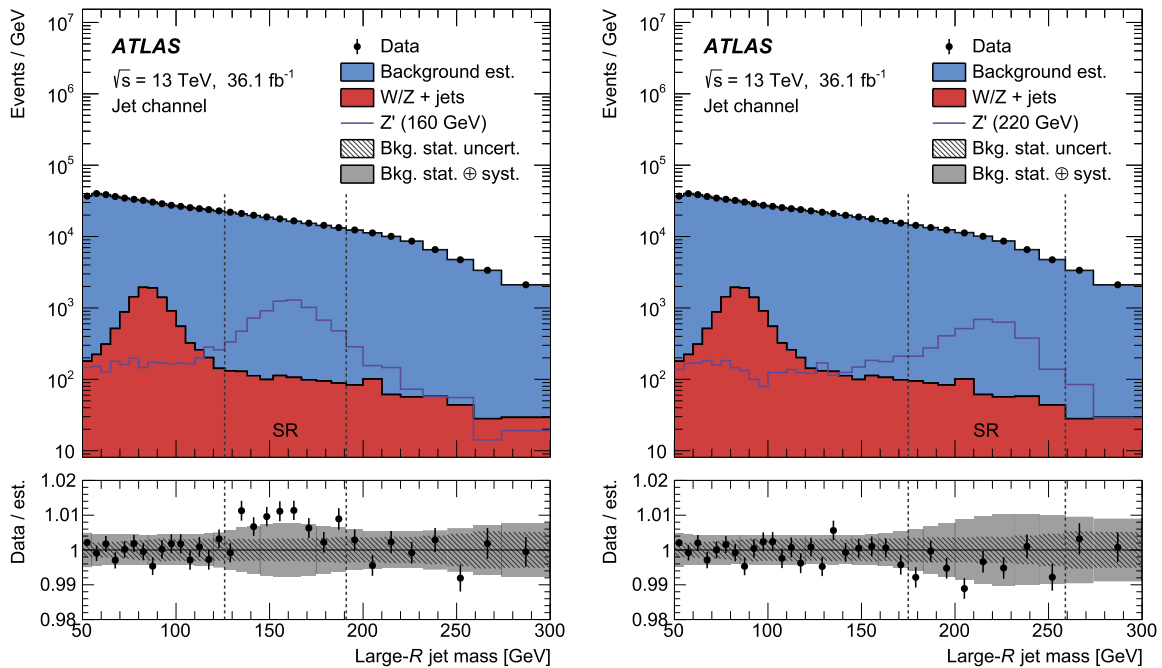 Events / GeV
10⁷
10⁶
10⁵
10⁴
10³
10²
10
ATLAS
√s = 13 TeV, 36.1 fb⁻¹
Jet channel
Data
Background est.
W/Z + jets
Z' (160 GeV)
Bkg. stat. uncert.
Bkg. stat. ⊕ syst.
SR
Data / est.
1.02
1.01
1
0.99
0.98
50 100 150 200 250 300
Large-R jet mass [GeV]
Events / GeV
10⁷
10⁶
10⁵
10⁴
10³
10²
10
ATLAS
√s = 13 TeV, 36.1 fb⁻¹
Jet channel
Data
Background est.
W/Z + jets
Z' (220 GeV)
Bkg. stat. uncert.
Bkg. stat. ⊕ syst.
SR
Data / est.
1.02
1.01
1
0.99
0.98
50 100 150 200 250 300
Large-R jet mass [GeV]